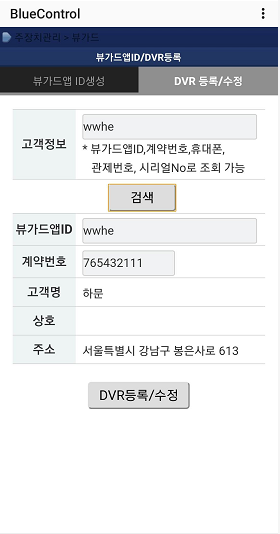 BlueControl
주장치관리 > 뷰가드
뷰가드앱ID/DVR등록
뷰가드앱 ID생성
DVR 등록/수정
고객정보
wwhe
* 뷰가드앱ID,계약번호,휴대폰,
관제번호, 시리얼No로 조회 가능
검색
뷰가드앱ID
wwhe
계약번호
765432111
고객명
하문
상호
주소
서울특별시 강남구 봉은사로 613
DVR등록/수정